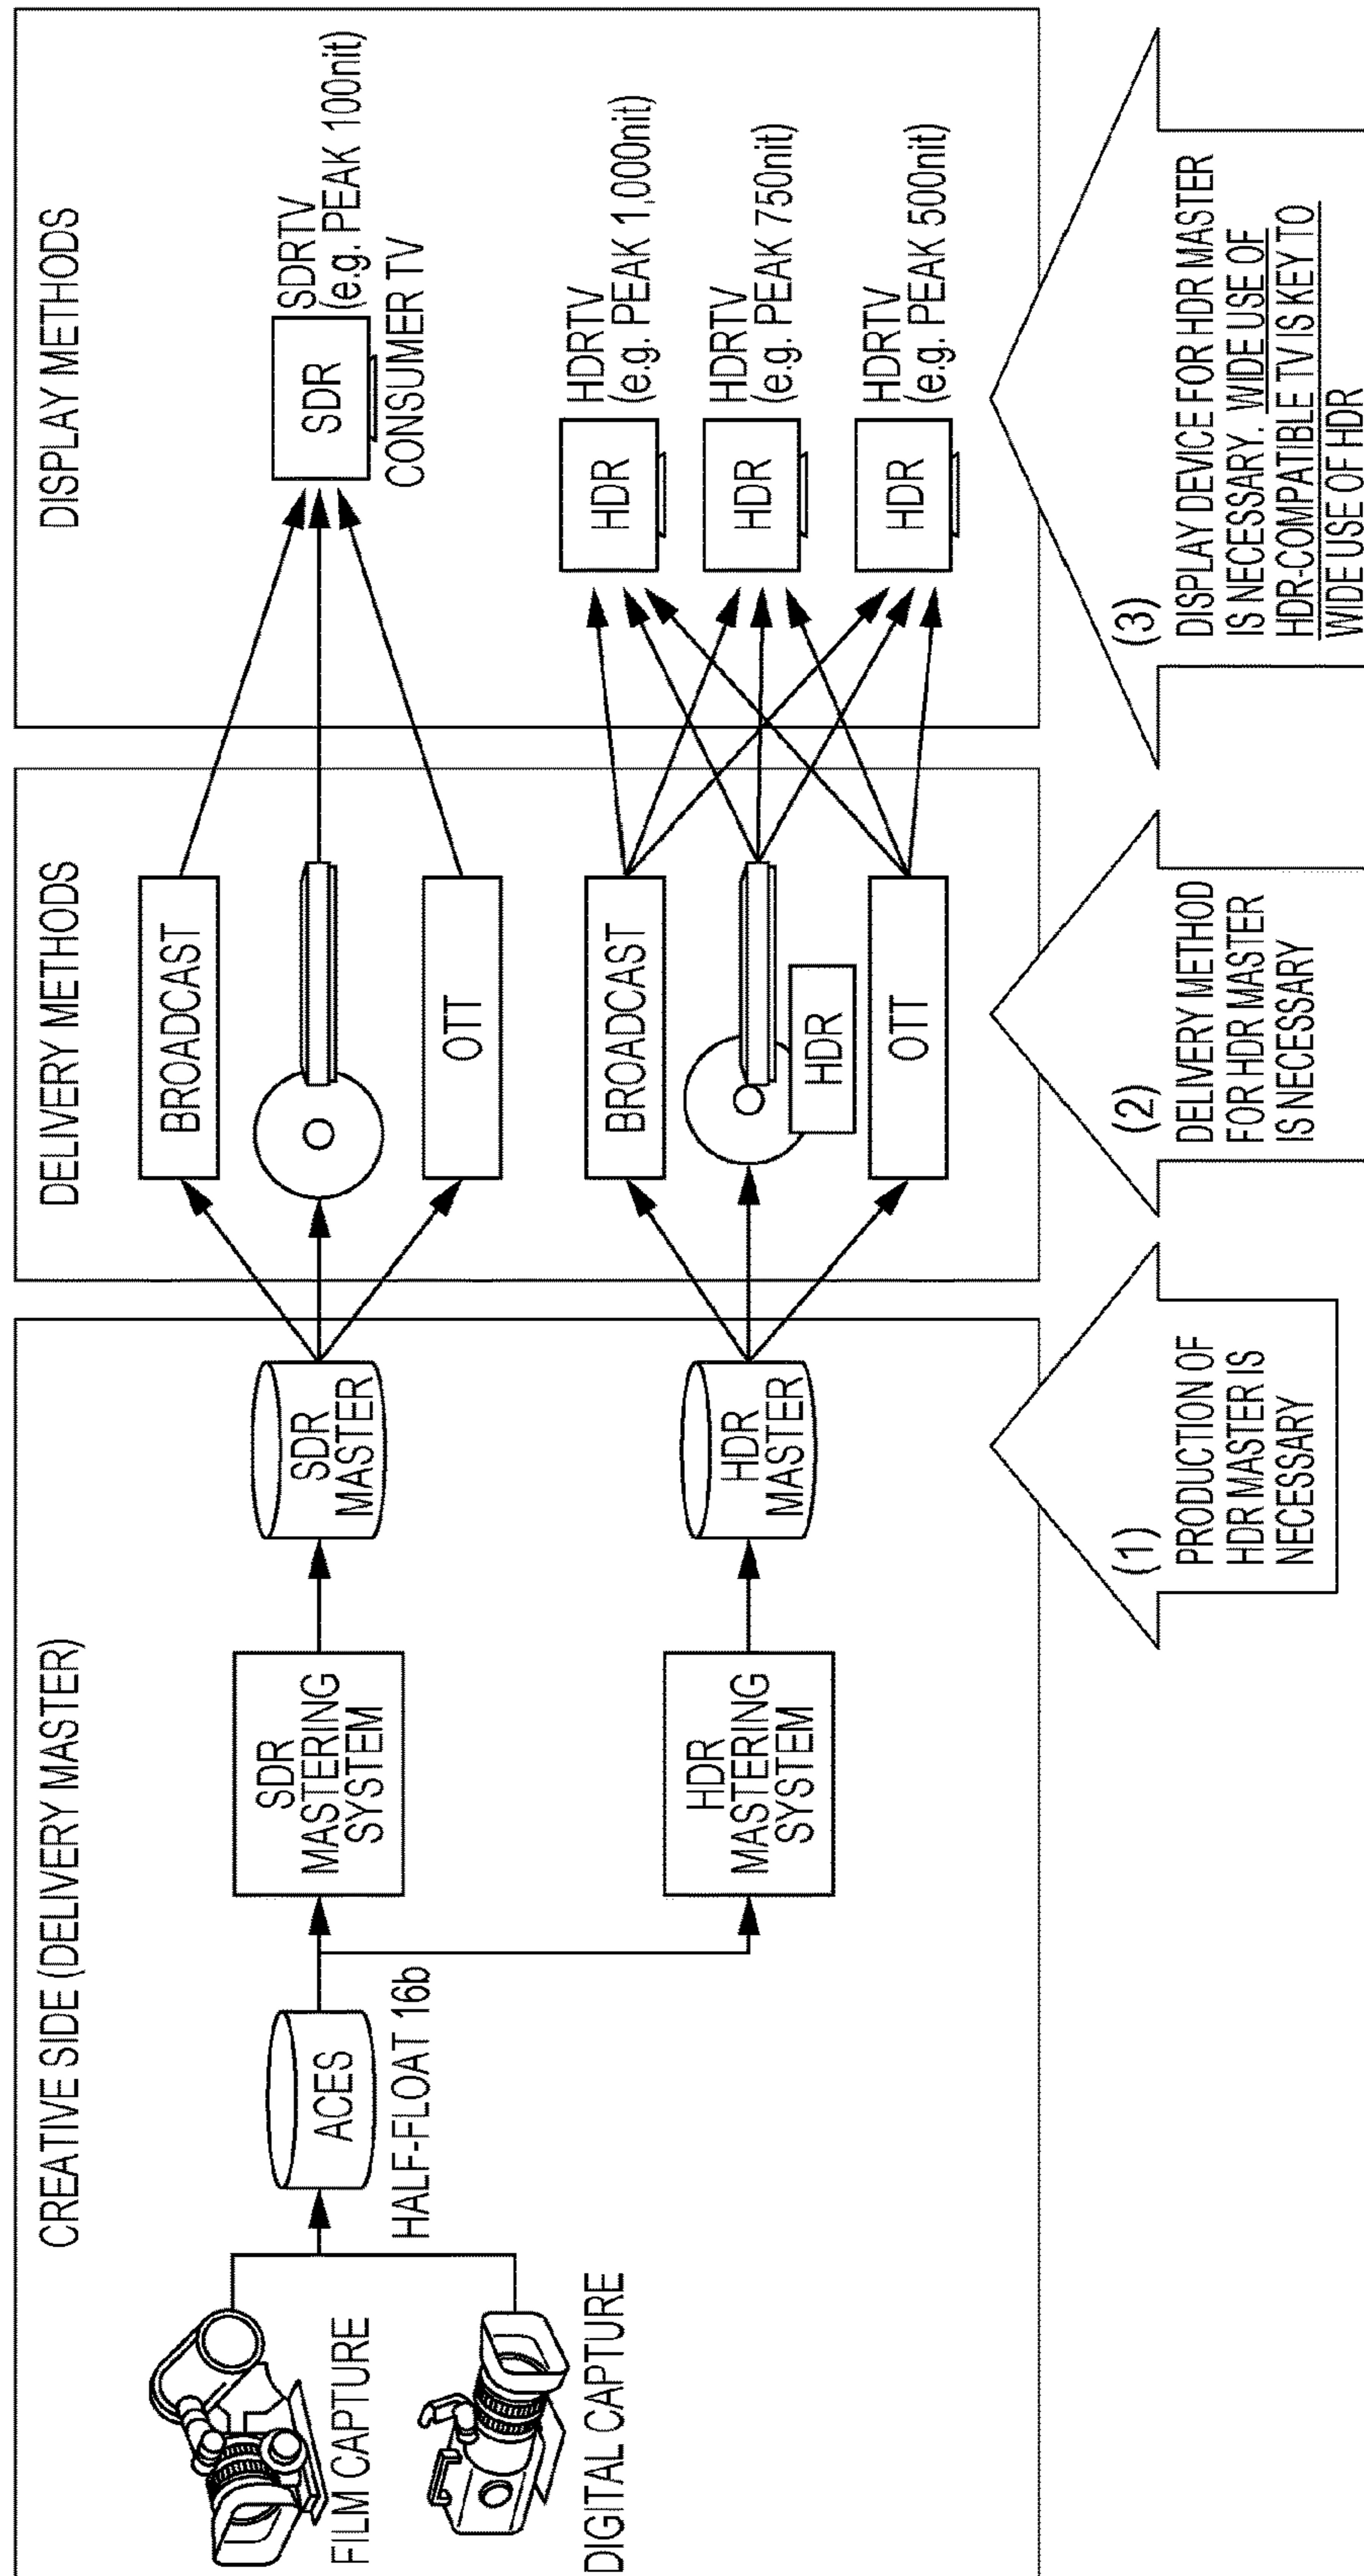 CREATIVE SIDE (DELIVERY MASTER)
FILM CAPTURE
DIGITAL CAPTURE
ACES
HALF-FLOAT 16b
SDR
MASTERING
SYSTEM
SDR
MASTER
HDR
MASTERING
SYSTEM
HDR
MASTER
DELIVERY METHODS
BROADCAST
OTT
BROADCAST
HDR
OTT
DISPLAY METHODS
SDR
SDRTV
(e.g. PEAK 100nit)
CONSUMER TV
HDR
HDRTV
(e.g. PEAK 1,000nit)
HDR
HDRTV
(e.g. PEAK 750nit)
HDR
HDRTV
(e.g. PEAK 500nit)
(1)
PRODUCTION OF
HDR MASTER IS
NECESSARY
(2)
DELIVERY METHOD
FOR HDR MASTER
IS NECESSARY
(3)
DISPLAY DEVICE FOR HDR MASTER
IS NECESSARY. WIDE USE OF
HDR-COMPATIBLE TV IS KEY TO
WIDE USE OF HDR